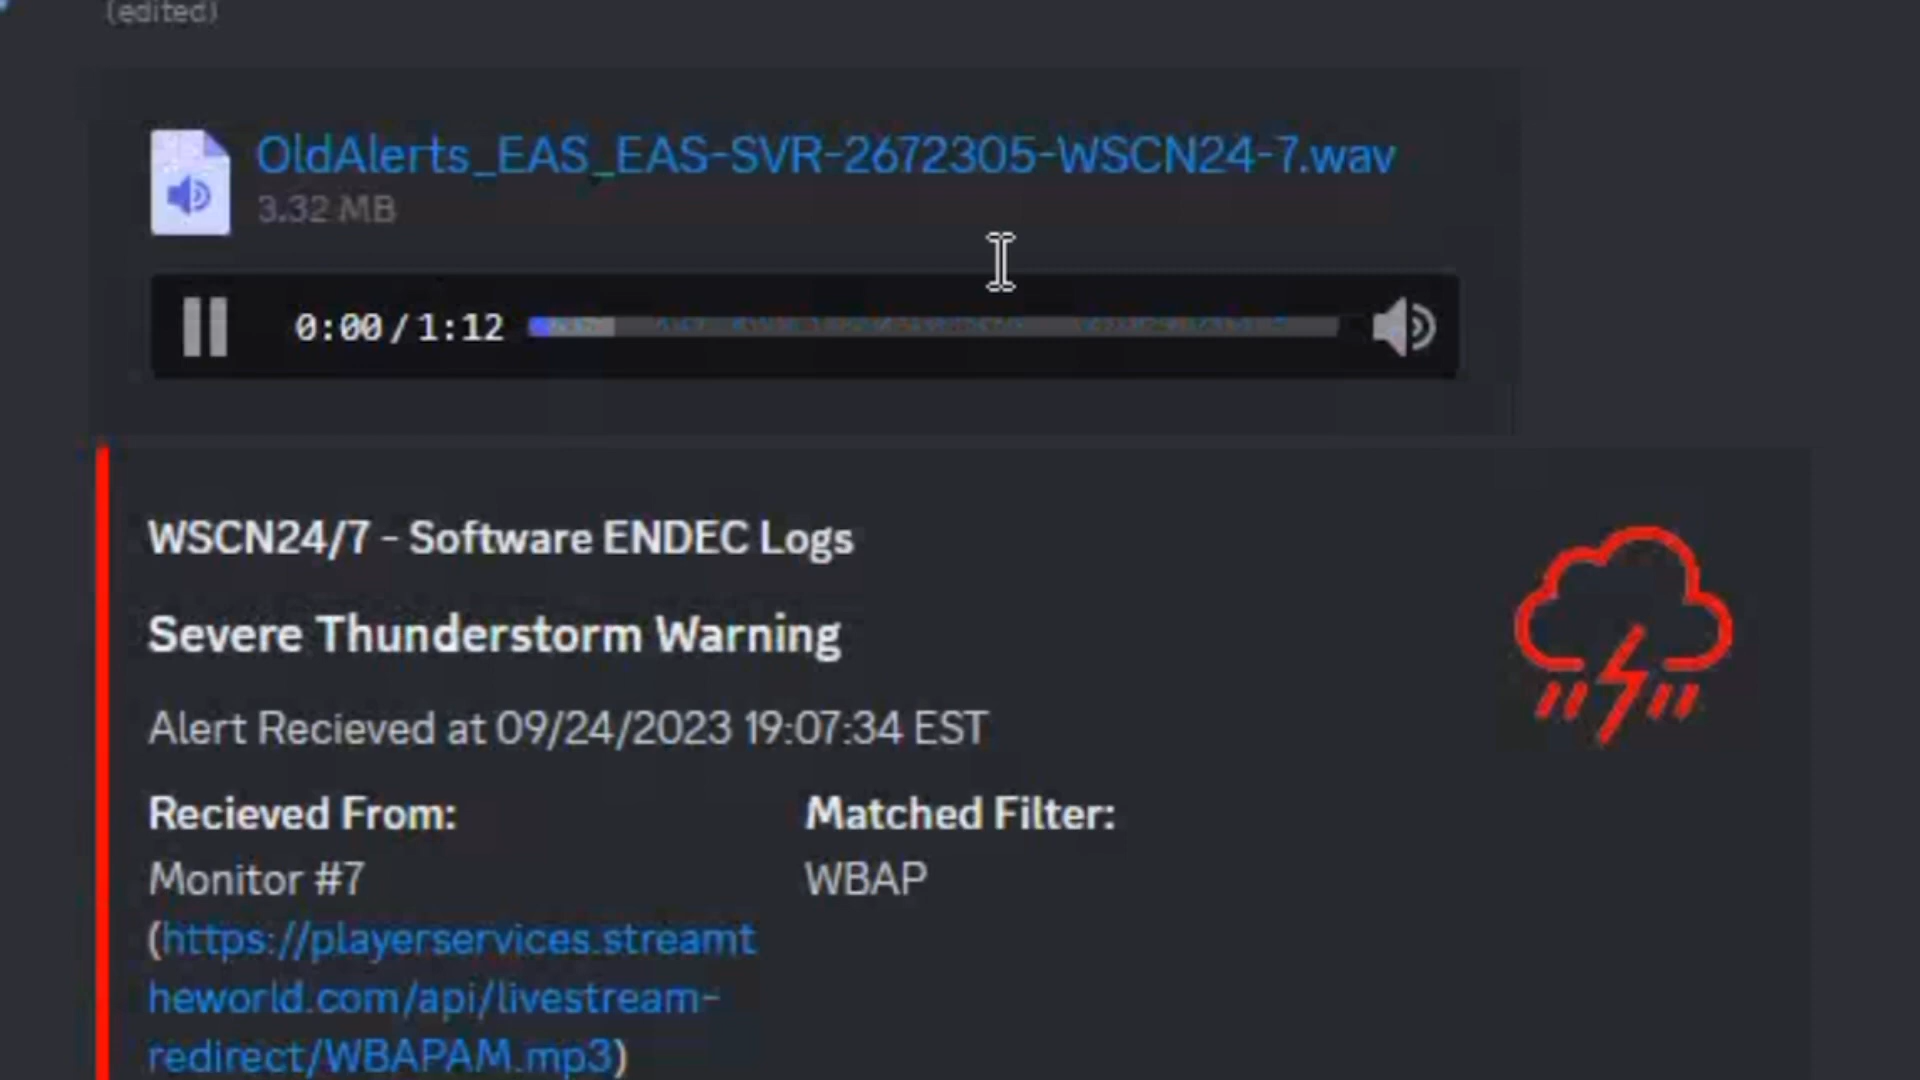 (edited)
OldAlerts_EAS_EAS-SVR-2672305-WSCN24-7.wav
3.32 MB
0:00 / 1:12
WSCN24/7 - Software ENDEC Logs
Severe Thunderstorm Warning
Alert Recieved at 09/24/2023 19:07:34 EST
Recieved From:
Matched Filter:
Monitor #7
WBAP
(https://playerservices.streamt
heworld.com/api/livestream-
redirect/WBAPAM.mp3)